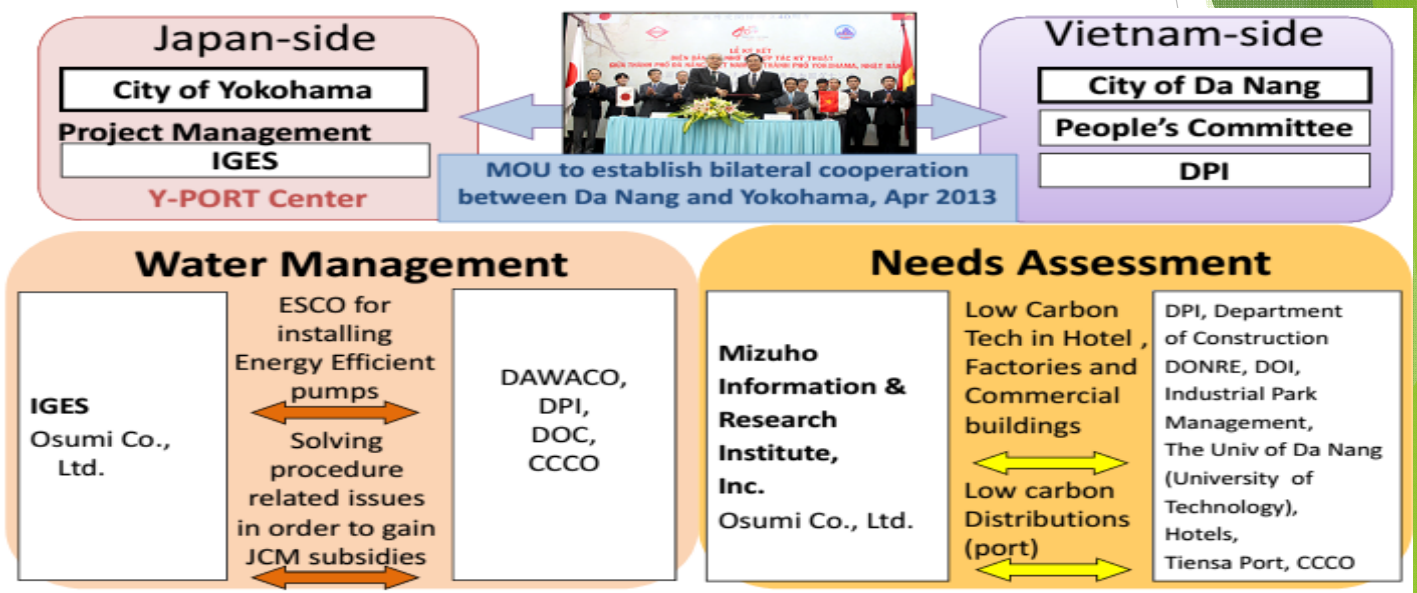 Japan-side
City of Yokohama
Project Management
IGES
Y-PORT Center
LỄ KÝ KẾT
MOU to establish bilateral cooperation
between Da Nang and Yokohama, Apr 2013
Vietnam-side
City of Da Nang
People's Committee
DPI
Water Management
IGES
Osumi Co.,
Ltd.
ESCO for
installing
Energy Efficient
pumps
Solving
procedure
related issues
in order to gain
JCM subsidies
DAWACO,
DPI,
DOC,
CCCO
Needs Assessment
Mizuho
Information &
Research
Institute,
Inc.
Osumi Co., Ltd.
Low Carbon
Tech in Hotel ,
Factories and
Commercial
buildings
Low carbon
Distributions
(port)
DPI, Department
of Construction
DONRE, DOI,
Industrial Park
Management,
The Univ of Da Nang
(University of
Technology),
Hotels,
Tiensa Port, CCCO